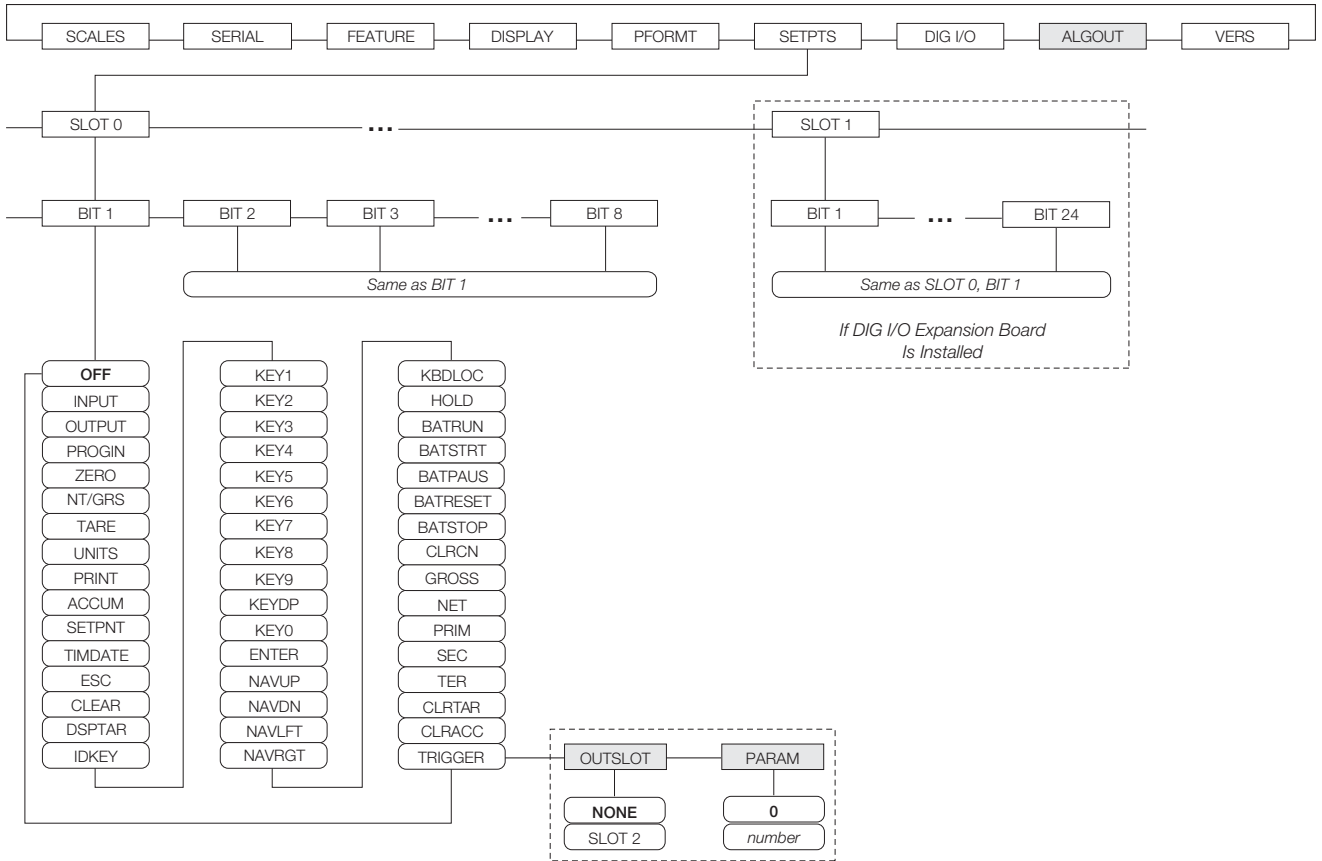 SCALES
SERIAL
FEATURE
DISPLAY
PFORMT
SETPTS
DIG I/O
ALGOUT
VERS
SLOT 0
...
SLOT 1
BIT 1
BIT 2
BIT 3
...
BIT 8
BIT 1
...
BIT 24
Same as BIT 1
Same as SLOT 0, BIT 1
If DIG I/O Expansion Board
Is Installed
OFF
INPUT
OUTPUT
PROGIN
ZERO
NT/GRS
TARE
UNITS
PRINT
ACCUM
SETPNT
TIMDATE
ESC
CLEAR
DSPTAR
IDKEY
KEY1
KEY2
KEY3
KEY4
KEY5
KEY6
KEY7
KEY8
KEY9
KEYDP
KEY0
ENTER
NAVUP
NAVDN
NAVLFT
NAVRGT
KBDLOC
HOLD
BATRUN
BATSTRT
BATPAUS
BATRESET
BATSTOP
CLRCN
GROSS
NET
PRIM
SEC
TER
CLRTAR
CLRACC
TRIGGER
OUTSLOT
PARAM
NONE
SLOT 2
0
number